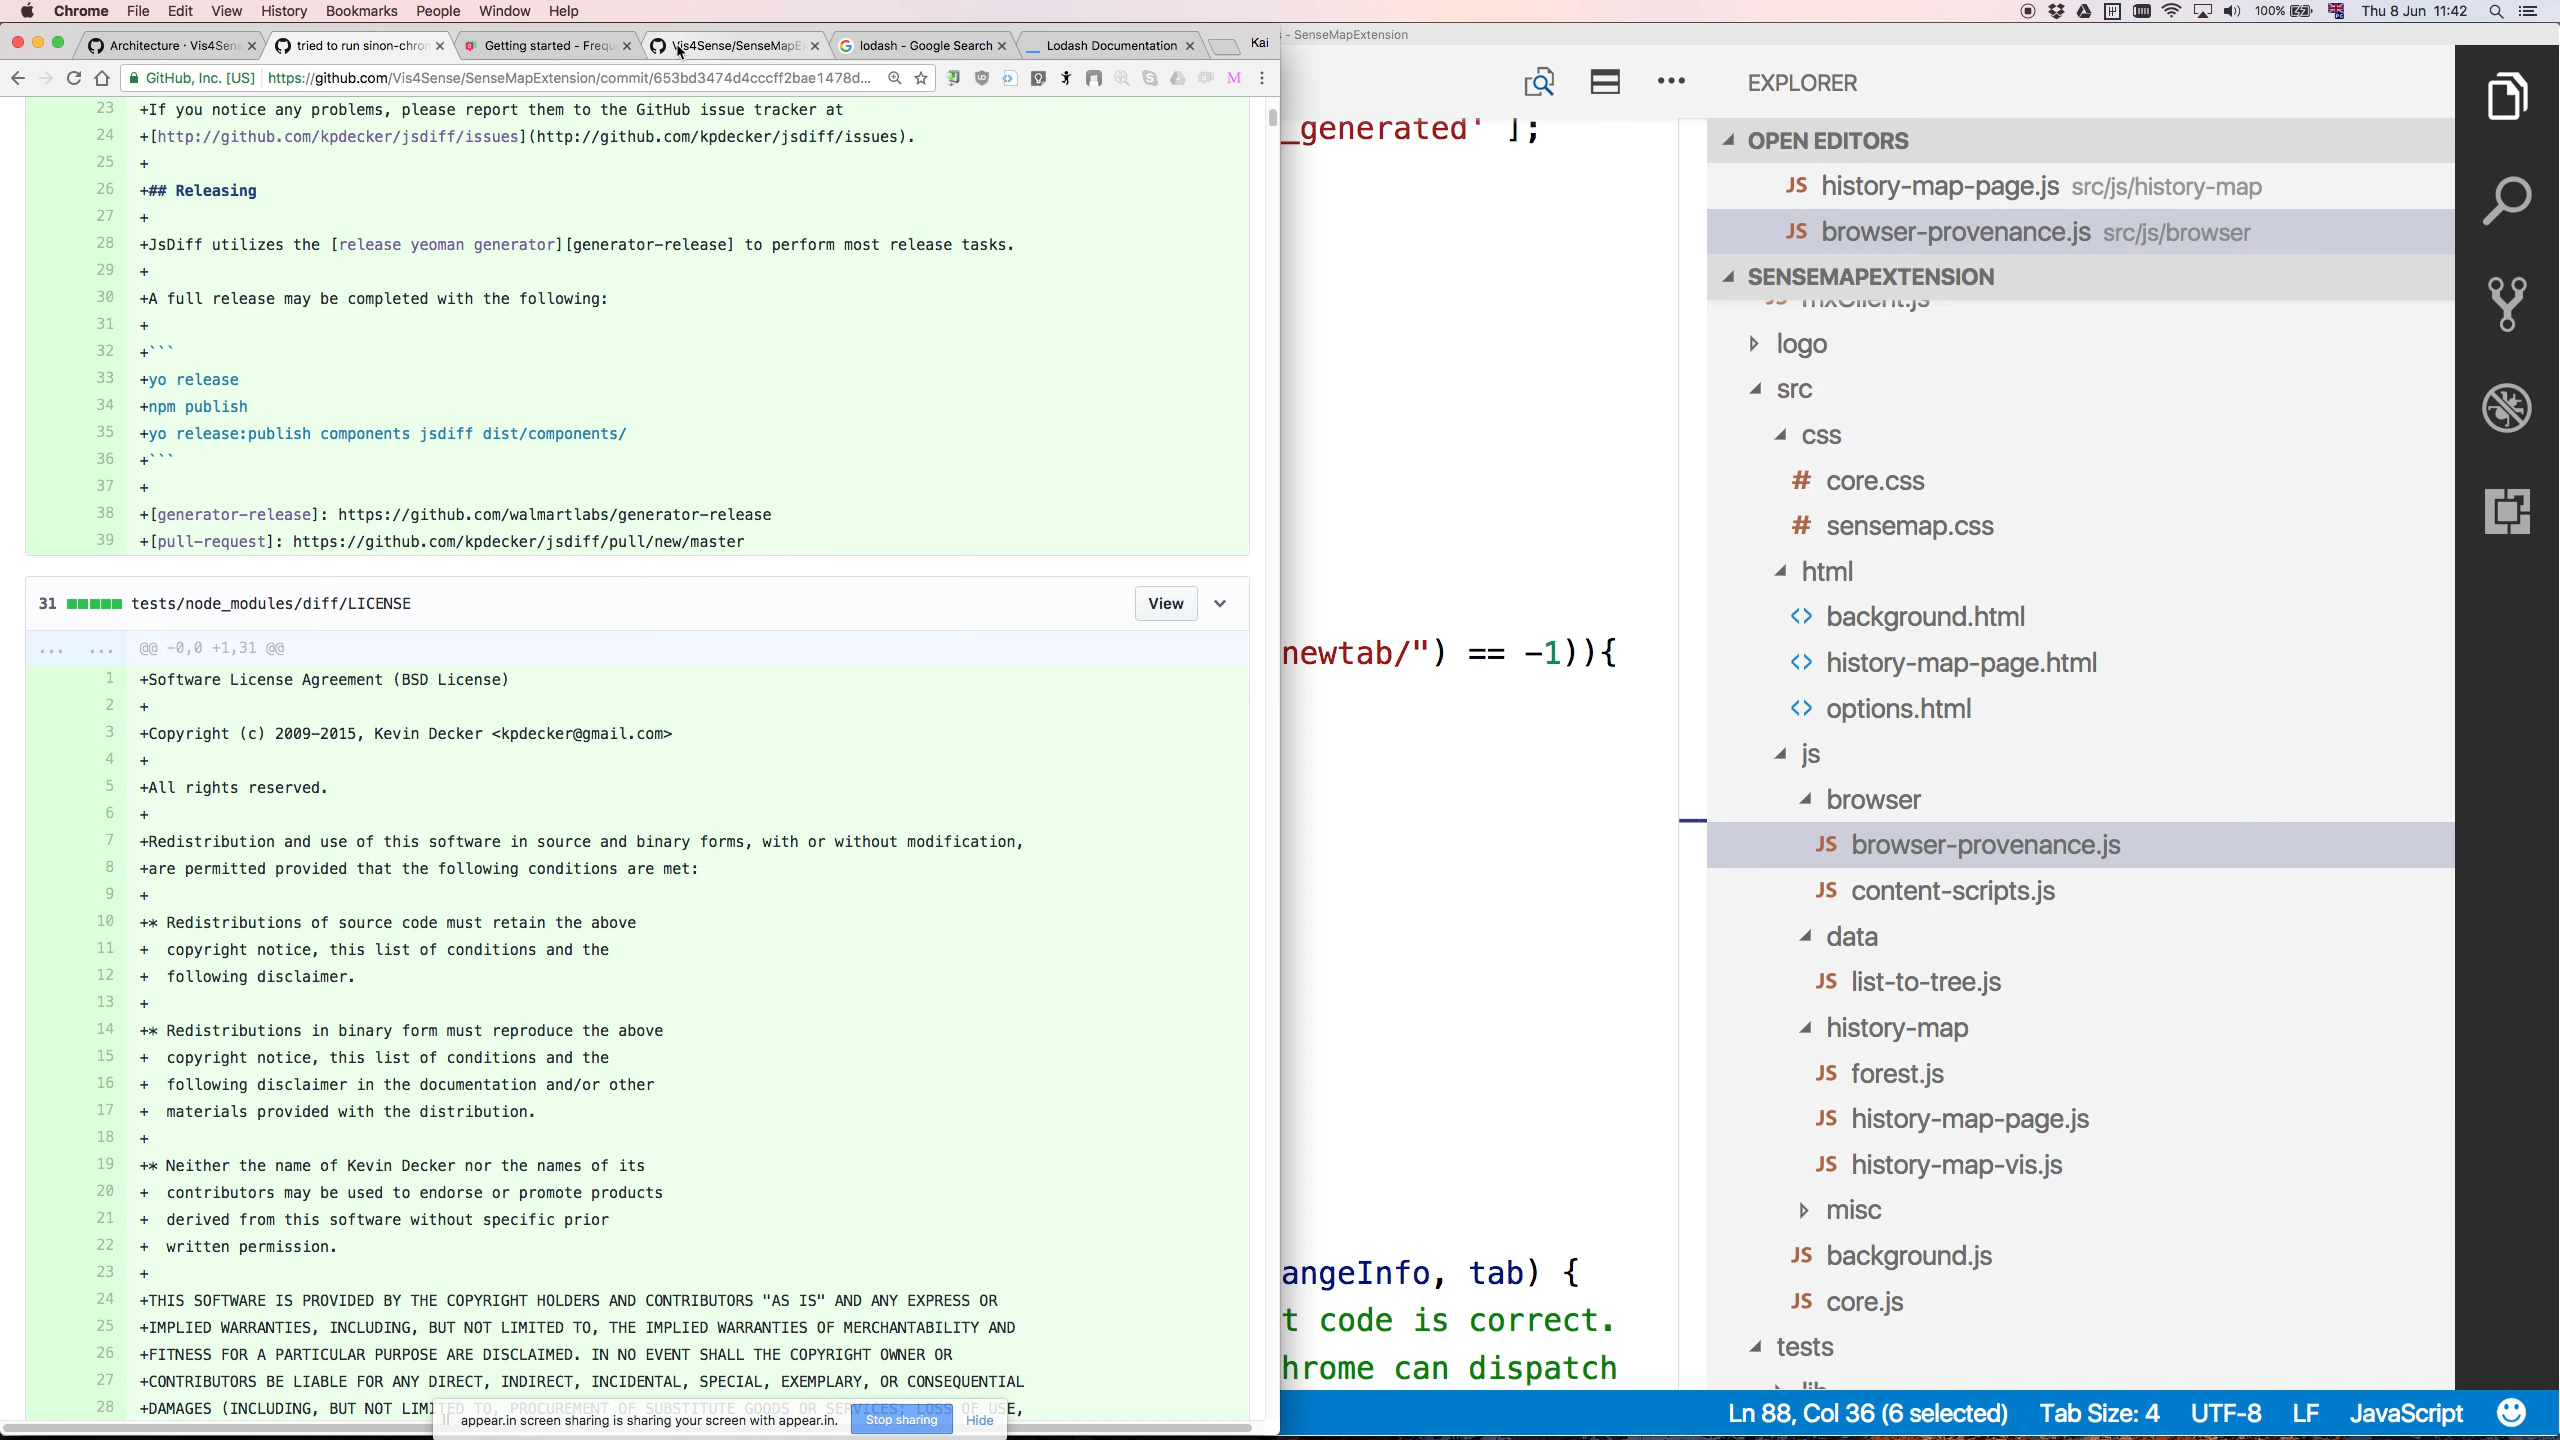 Chrome File Edit View History Bookmarks People Window Help
100% Thu 8 Jun 11:42
Architecture · Vis4Sens
tried to run sinon-chrom
Getting started - Frequ
Vis4Sense/SenseMapE
lodash - Google Search
Lodash Documentation
Kai
- SenseMapExtension
GitHub, Inc. [US] https://github.com/Vis4Sense/SenseMapExtension/commit/653bd3474d4cccff2bae1478d...
23 +If you notice any problems, please report them to the GitHub issue tracker at
24 +[http://github.com/kpdecker/jsdiff/issues](http://github.com/kpdecker/jsdiff/issues).
25 +
26 +## Releasing
27 +
28 +JsDiff utilizes the [release yeoman generator][generator-release] to perform most release tasks.
29 +
30 +A full release may be completed with the following:
31 +
32 +```
33 +yo release
34 +npm publish
35 +yo release:publish components jsdiff dist/components/
36 +```
37 +
38 +[generator-release]: https://github.com/walmartlabs/generator-release
39 +[pull-request]: https://github.com/kpdecker/jsdiff/pull/new/master
31 tests/node_modules/diff/LICENSE View
... ... @@ -0,0 +1,31 @@
1 +Software License Agreement (BSD License)
2 +
3 +Copyright (c) 2009-2015, Kevin Decker <kpdecker@gmail.com>
4 +
5 +All rights reserved.
6 +
7 +Redistribution and use of this software in source and binary forms, with or without modification,
8 +are permitted provided that the following conditions are met:
9 +
10 +* Redistributions of source code must retain the above
11 + copyright notice, this list of conditions and the
12 + following disclaimer.
13 +
14 +* Redistributions in binary form must reproduce the above
15 + copyright notice, this list of conditions and the
16 + following disclaimer in the documentation and/or other
17 + materials provided with the distribution.
18 +
19 +* Neither the name of Kevin Decker nor the names of its
20 + contributors may be used to endorse or promote products
21 + derived from this software without specific prior
22 + written permission.
23 +
24 +THIS SOFTWARE IS PROVIDED BY THE COPYRIGHT HOLDERS AND CONTRIBUTORS "AS IS" AND ANY EXPRESS OR
25 +IMPLIED WARRANTIES, INCLUDING, BUT NOT LIMITED TO, THE IMPLIED WARRANTIES OF MERCHANTABILITY AND
26 +FITNESS FOR A PARTICULAR PURPOSE ARE DISCLAIMED. IN NO EVENT SHALL THE COPYRIGHT OWNER OR
27 +CONTRIBUTORS BE LIABLE FOR ANY DIRECT, INDIRECT, INCIDENTAL, SPECIAL, EXEMPLARY, OR CONSEQUENTIAL
28 +DAMAGES (INCLUDING, BUT NOT LIMITED TO, PROCUREMENT OF SUBSTITUTE GOODS OR SERVICES; LOSS OF USE,
appear.in screen sharing is sharing your screen with appear.in. Stop sharing Hide
_generated' ];
newtab/") == -1)){
angeInfo, tab) {
t code is correct.
hrome can dispatch
EXPLORER
OPEN EDITORS
JS history-map-page.js src/js/history-map
JS browser-provenance.js src/js/browser
SENSEMAPEXTENSION
JS mxClient.js
logo
src
css
# core.css
# sensemap.css
html
<> background.html
<> history-map-page.html
<> options.html
js
browser
JS browser-provenance.js
JS content-scripts.js
data
JS list-to-tree.js
history-map
JS forest.js
JS history-map-page.js
JS history-map-vis.js
misc
JS background.js
JS core.js
tests
Ln 88, Col 36 (6 selected) Tab Size: 4 UTF-8 LF JavaScript